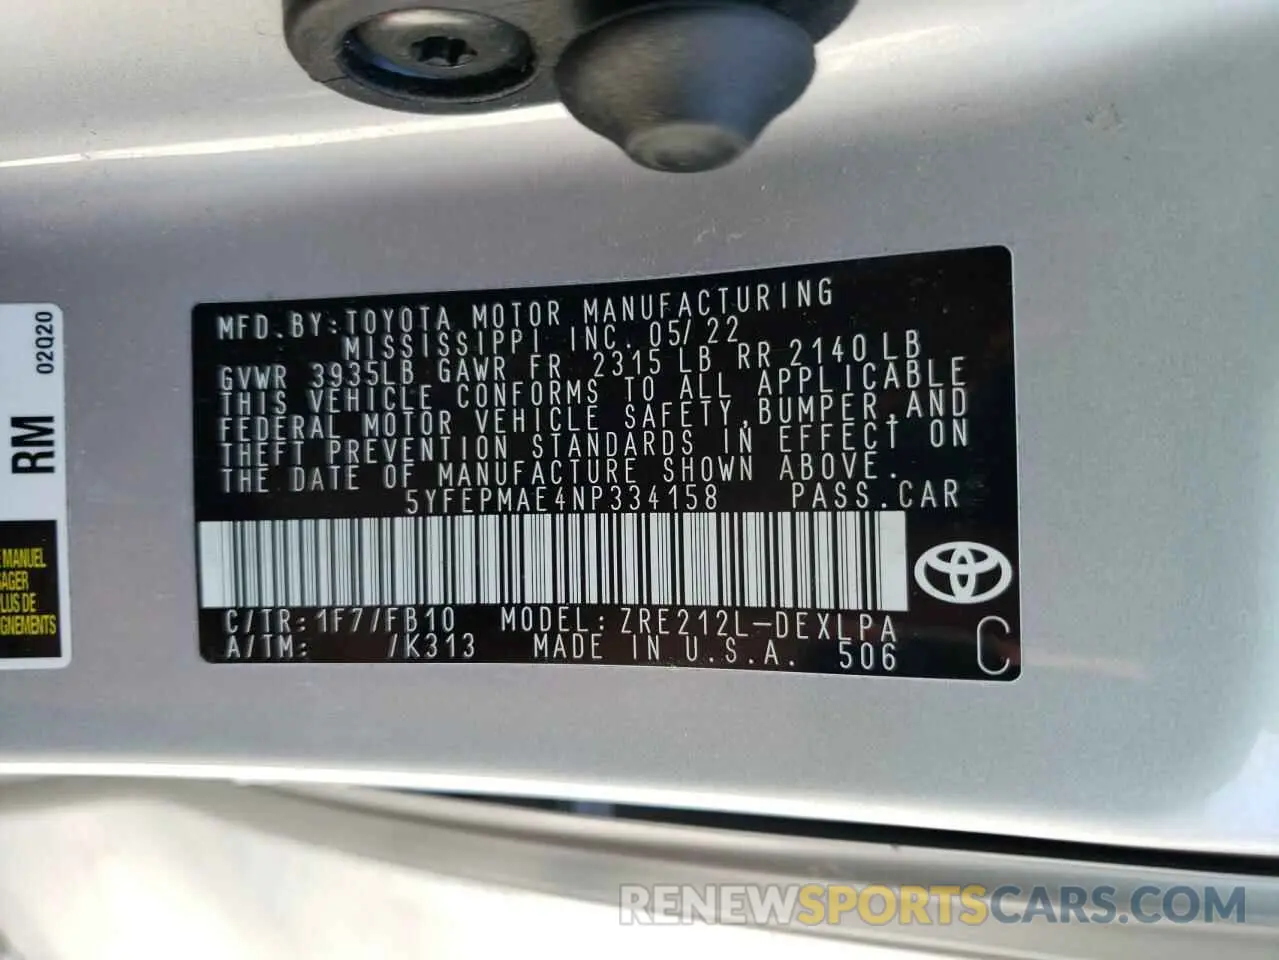 MFD.BY:TOYOTA MOTOR MANUFACTURING
MISSISSIPPI INC. 05/22
GVWR 3935LB GAWR FR 2315 LB RR 2140 LB
THIS VEHICLE CONFORMS TO ALL APPLICABLE
FEDERAL MOTOR VEHICLE SAFETY, BUMPER, AND
THEFT PREVENTION STANDARDS IN EFFECT ON
THE DATE OF MANUFACTURE SHOWN ABOVE.
5YFEPMAE4NP334158 PASS.CAR
C/TR: 1F7/FB10 MODEL: ZRE212L-DEXLPA
A/TM: /K313 MADE IN U.S.A. 506
C
02Q20
RM
MANUEL
PLUS DE
RENEWSPORTSCARS.COM